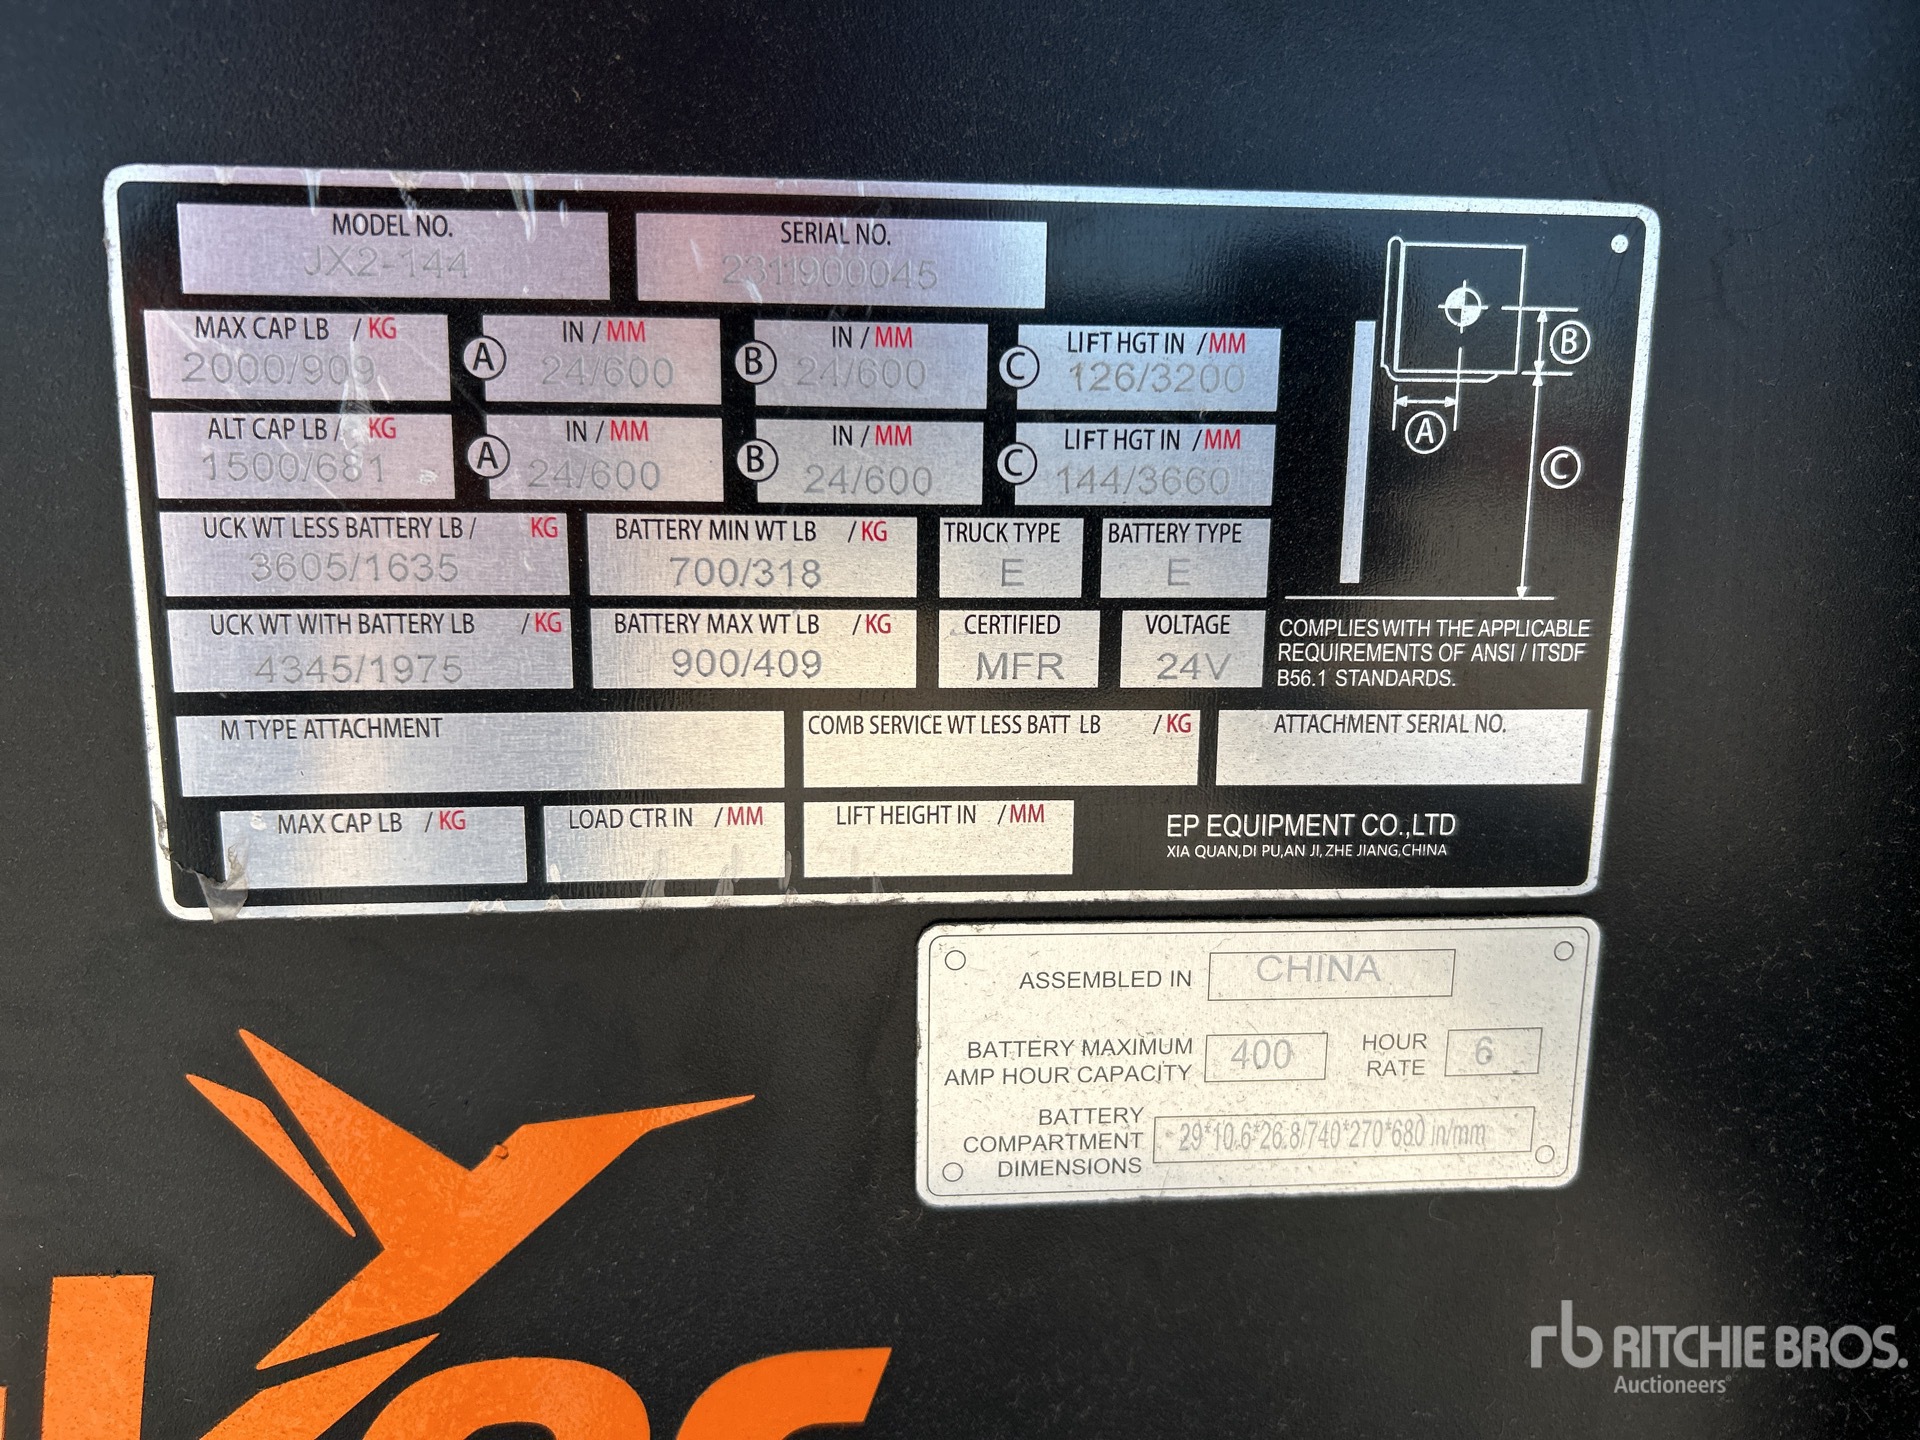 MODEL NO.
JX2-144
SERIAL NO.
2311900045
MAX CAP LB / KG
2000/909
A
IN / MM
24/600
B
IN / MM
24/600
C
LIFT HGT IN / MM
126/3200
ALT CAP LB / KG
1500/681
A
IN / MM
24/600
B
IN / MM
24/600
C
LIFT HGT IN / MM
144/3660
UCK WT LESS BATTERY LB / KG
3605/1635
BATTERY MIN WT LB / KG
700/318
TRUCK TYPE
E
BATTERY TYPE
E
UCK WT WITH BATTERY LB / KG
4345/1975
BATTERY MAX WT LB / KG
900/409
CERTIFIED
MFR
VOLTAGE
24V
B
A
C
COMPLIES WITH THE APPLICABLE
REQUIREMENTS OF ANSI / ITSDF
B56.1 STANDARDS.
M TYPE ATTACHMENT
COMB SERVICE WT LESS BATT LB / KG
ATTACHMENT SERIAL NO.
MAX CAP LB / KG
LOAD CTR IN / MM
LIFT HEIGHT IN / MM
EP EQUIPMENT CO.,LTD
XIA QUAN,DI PU,AN JI,ZHE JIANG,CHINA
ASSEMBLED IN CHINA
BATTERY MAXIMUM
AMP HOUR CAPACITY 400
HOUR
RATE 6
BATTERY
COMPARTMENT
DIMENSIONS
29*10.6*26.8/740*270*680 in/mm
rb RITCHIE BROS.
Auctioneers